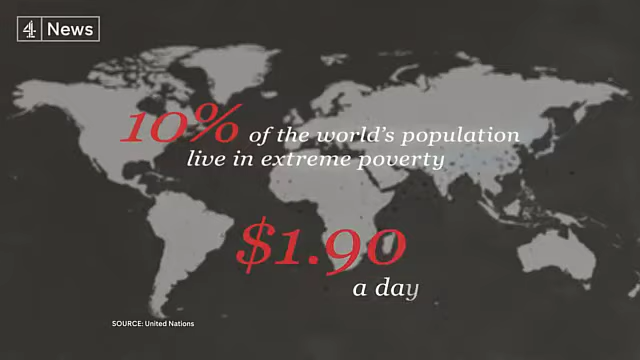 4 News
10% of the world's population
live in extreme poverty
$1.90
a day
SOURCE: United Nations